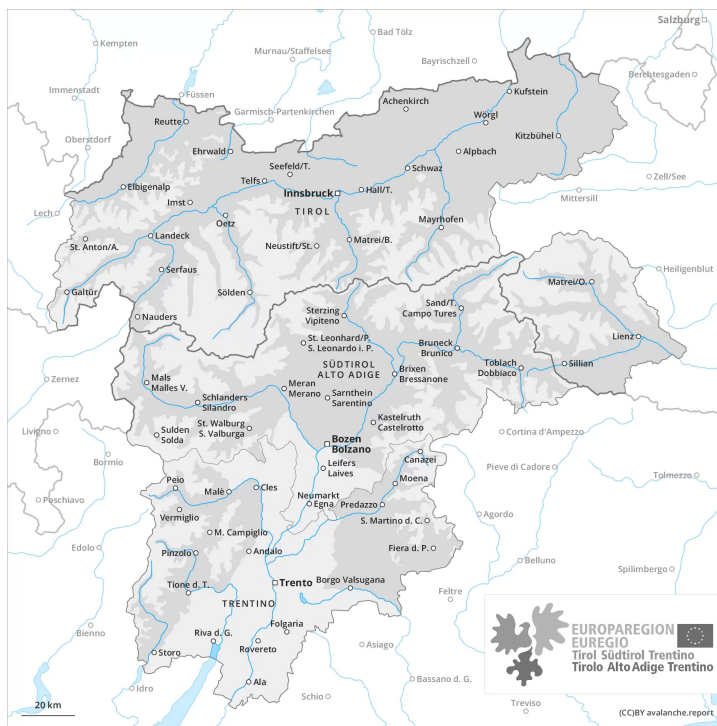 Salzburg
Kempten
Bad Tölz
Murnau/Staffelsee
Bayrischzell
Berchtesgaden
Immenstadt
Füssen
Garmisch-Partenkirchen
Achenkirch
Kufstein
Reutte
Wörgl
Oberstdorf
Ehrwald
Kitzbühel
Alpbach
Seefeld/T.
Telfs
Schwaz
Zell/See
Elbigenalp
Innsbruck
Hall/T.
Mittersill
Imst
TIROL
Lech
Oetz
Mayrhofen
Landeck
Neustift/St.
Matrei/B.
St. Anton/A.
Serfaus
Heiligenblut
Galtür
Sölden
Matrei/O.
Nauders
Sterzing
Vipiteno
Sand/T.
Campo Tures
Lienz
St. Leonhard/P.
S. Leonardo i. P.
Bruneck
Brunico
Toblach
Dobbiaco
Sillian
SÜDTIROL
ALTO ADIGE
Brixen
Bressanone
Zernez
Mals
Malles V.
Meran
Merano
Sarnthein
Sarentino
Schlanders
Silandro
St. Walburg
S. Valburga
Kastelruth
Castelrotto
Livigno
Sulden
Solda
Bozen
Bolzano
Cortina d'Ampezzo
Bormio
Canazei
Leifers
Laives
Pieve di Cadore
Tolmezzo
Peio
Malè
Cles
Moena
Poschiavo
Neumarkt
Egna
Predazzo
Vermiglio
S. Martino d. C.
Agordo
M. Campiglio
Edolo
Pinzolo
Andalo
Fiera d. P.
Belluno
Spilimbergo
Tione d. T.
Trento
Borgo Valsugana
Feltre
TRENTINO
Bienno
Folgaria
Riva d. G.
Rovereto
Asiago
Storo
Ala
Bassano d. G.
Idro
Schio
Treviso
EUROPAREGION
EUREGIO
Tirol Südtirol Trentino
Tirolo Alto Adige Trentino
20 km
(CC)BY avalanche.report